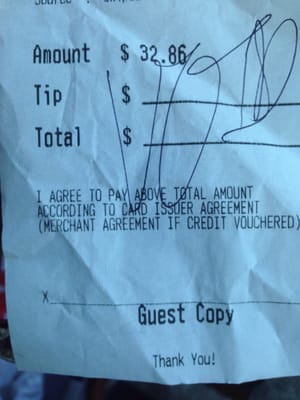 Amount $ 32.86
Tip $
Total $
I AGREE TO PAY ABOVE TOTAL AMOUNT
ACCORDING TO CARD ISSUER AGREEMENT
(MERCHANT AGREEMENT IF CREDIT VOUCHERED)
X
Guest Copy
Thank You!